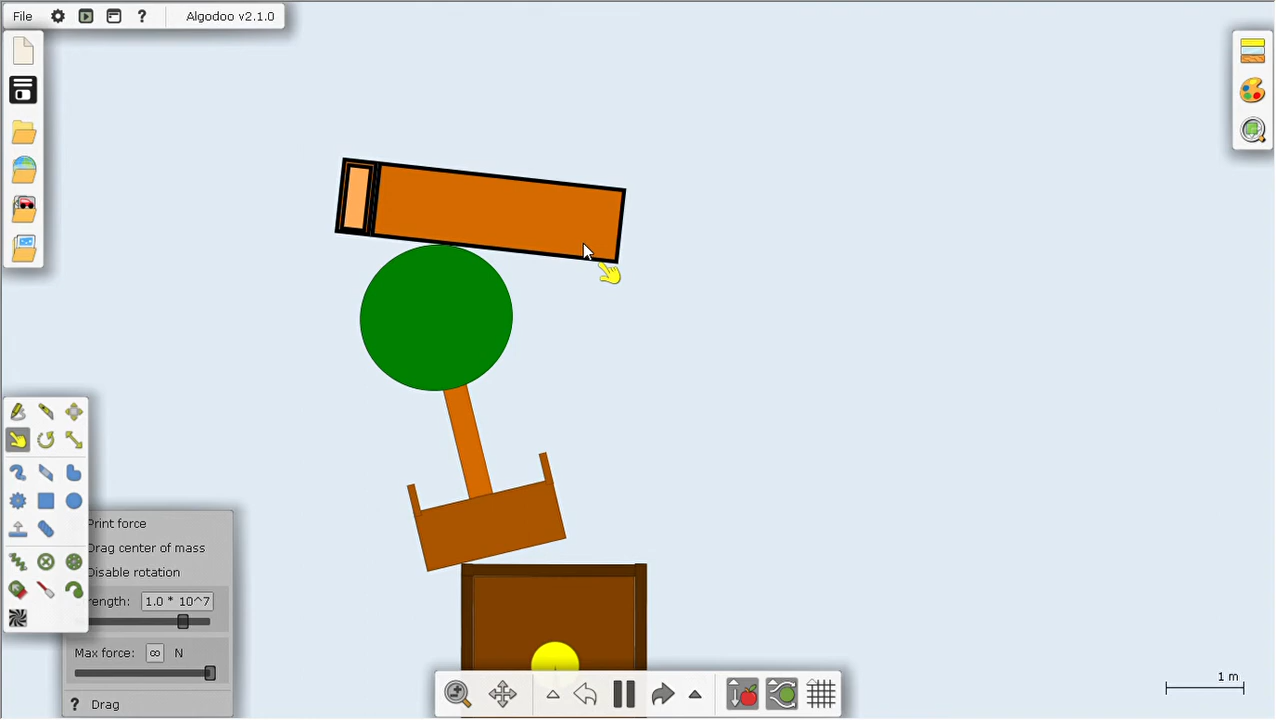 File
?
Algodoo v2.1.0
Print force
Drag center of mass
Disable rotation
rength: 1.0 * 10^7
Max force: ∞ N
? Drag
1 m